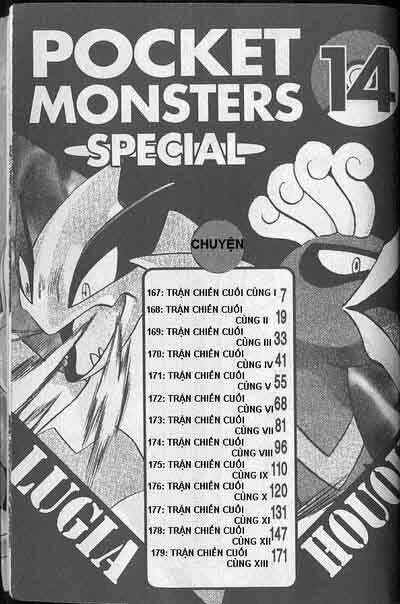 POCKET
MONSTERS
SPECIAL
14
CHUYỆN
167: TRẬN CHIẾN CUỐI CÙNG I 7
168: TRẬN CHIẾN CUỐI
CÙNG II 19
169: TRẬN CHIẾN CUỐI
CÙNG III 33
170: TRẬN CHIẾN CUỐI
CÙNG IV 41
171: TRẬN CHIẾN CUỐI
CÙNG V 55
172: TRẬN CHIẾN CUỐI
CÙNG VI 68
173: TRẬN CHIẾN CUỐI
CÙNG VII 81
174: TRẬN CHIẾN CUỐI
CÙNG VIII 96
175: TRẬN CHIẾN CUỐI
CÙNG IX 110
176: TRẬN CHIẾN CUỐI
CÙNG X 120
177: TRẬN CHIẾN CUỐI
CÙNG XI 131
178: TRẬN CHIẾN CUỐI
CÙNG XII 147
179: TRẬN CHIẾN CUỐI
CÙNG XIII 171
LUGIA